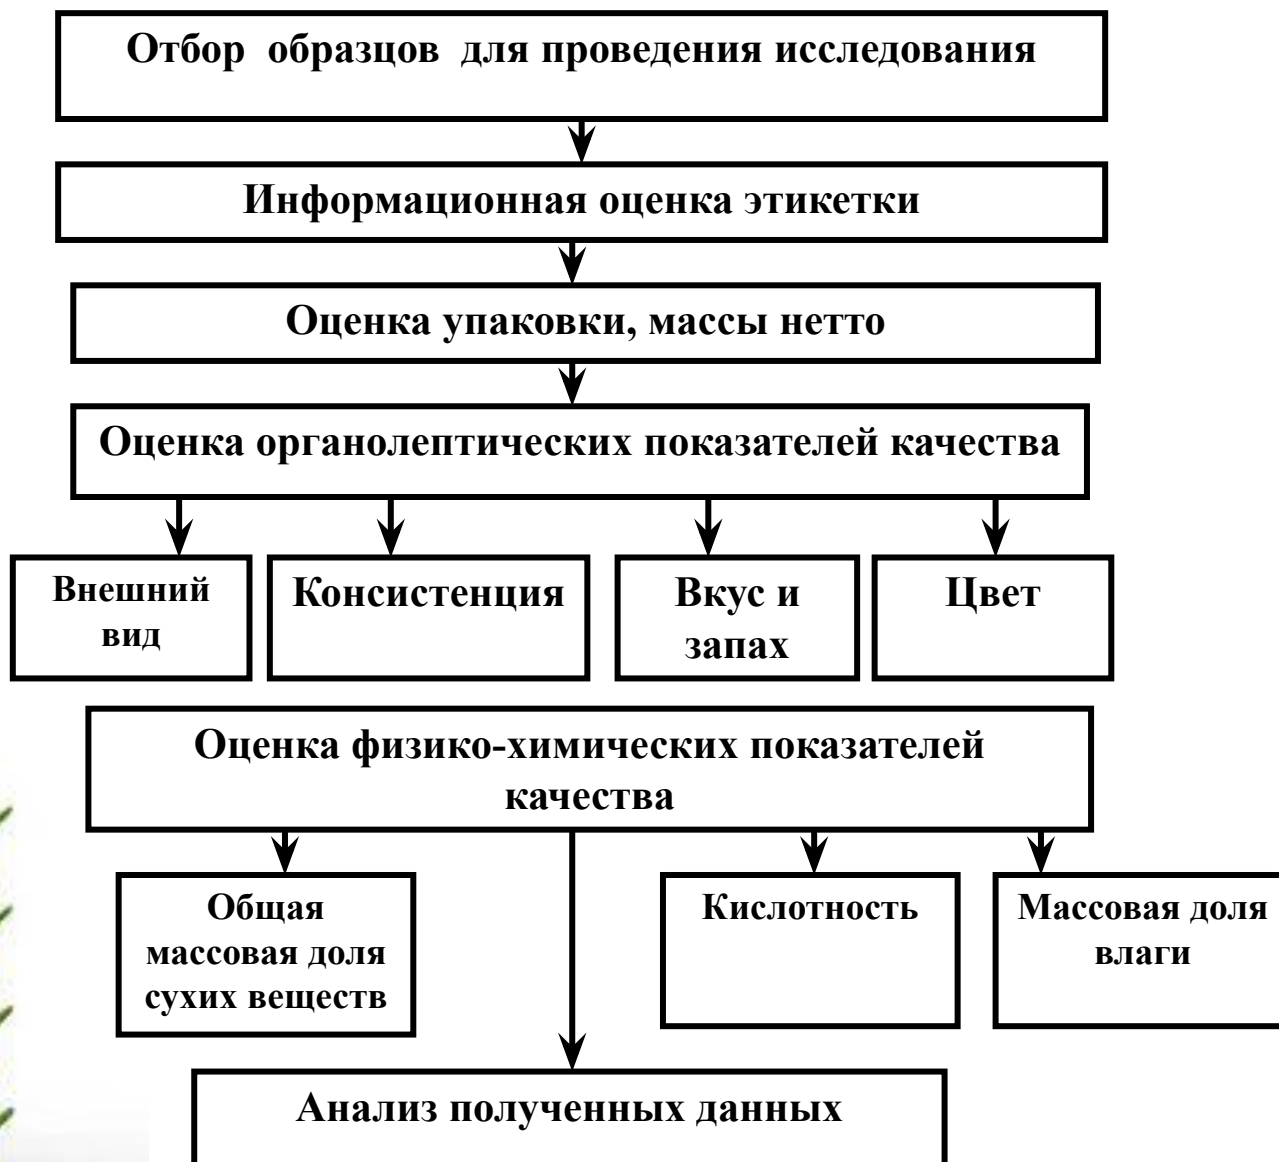 Отбор образцов для проведения исследования
Информационная оценка этикетки
Оценка упаковки, массы нетто
Оценка органолептических показателей качества
Внешний
вид
Консистенция
Вкус и
запах
Цвет
Оценка физико-химических показателей
качества
Общая
массовая доля
сухих веществ
Кислотность
Массовая доля
влаги
Анализ полученных данных